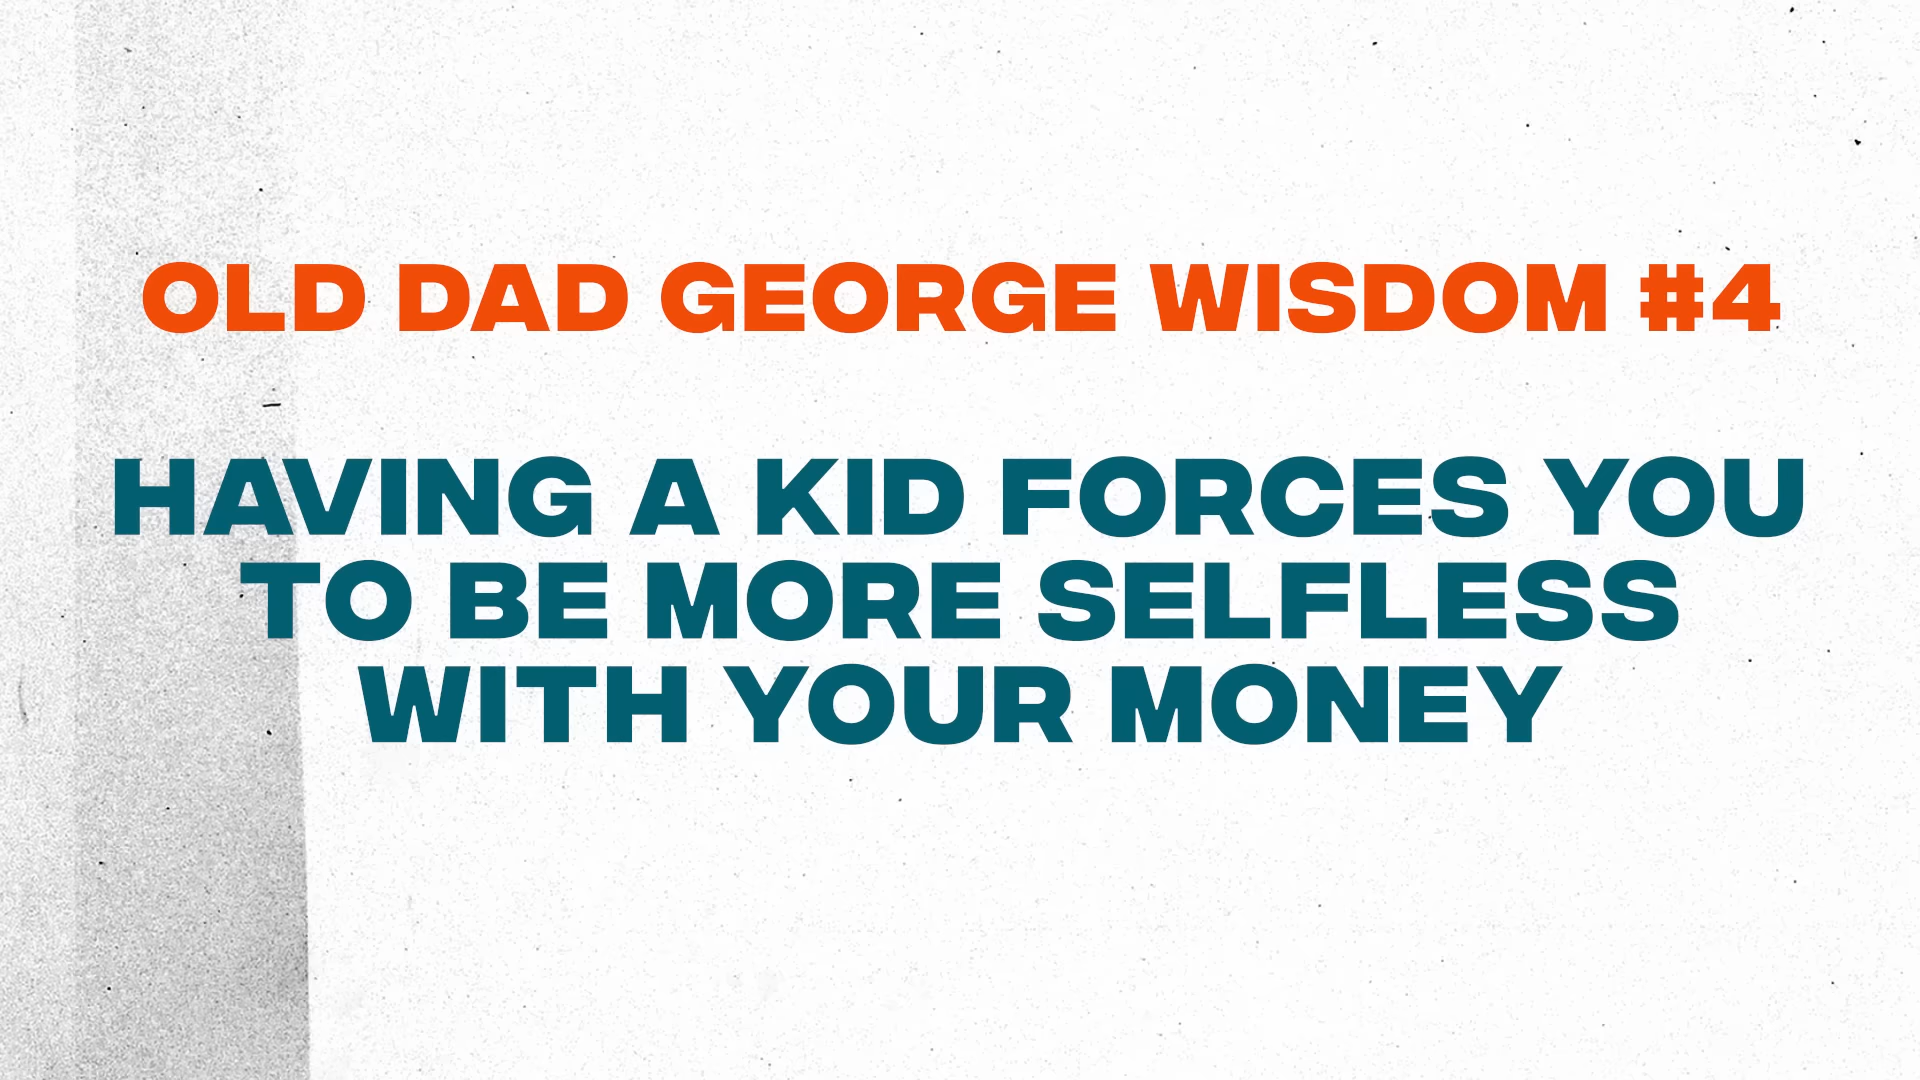 OLD DAD GEORGE WISDOM #4
HAVING A KID FORCES YOU
TO BE MORE SELFLESS
WITH YOUR MONEY